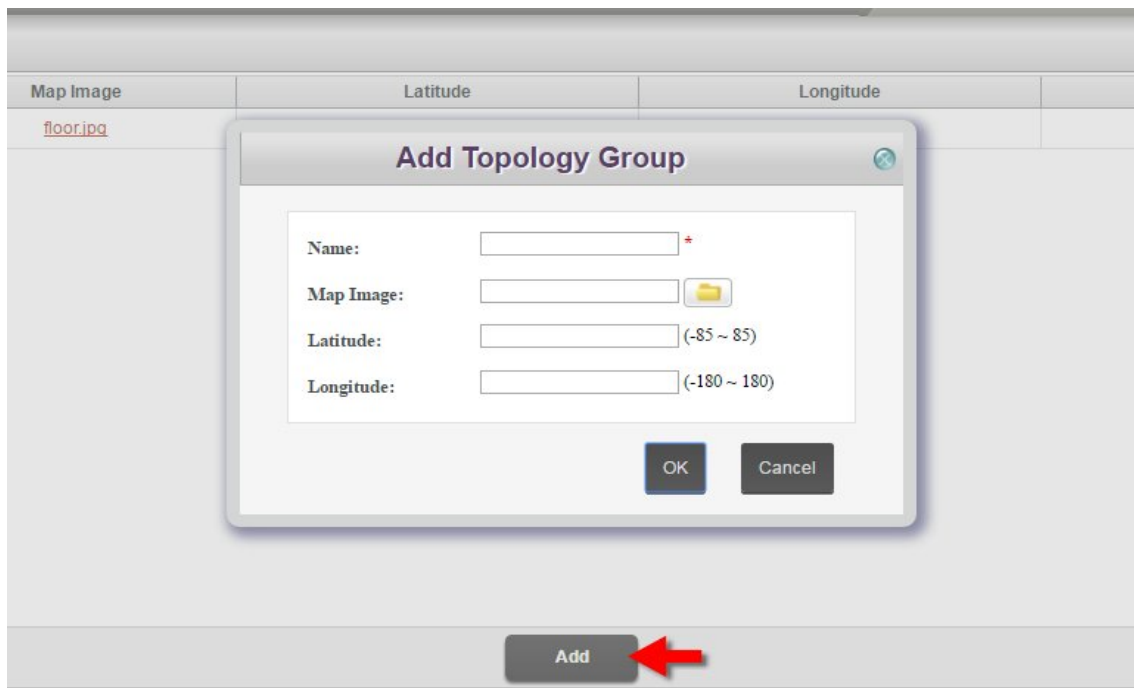 Map Image Latitude Longitude
floor.jpg
Add Topology Group
Name: *
Map Image:
Latitude: (-85 ~ 85)
Longitude: (-180 ~ 180)
OK Cancel
Add